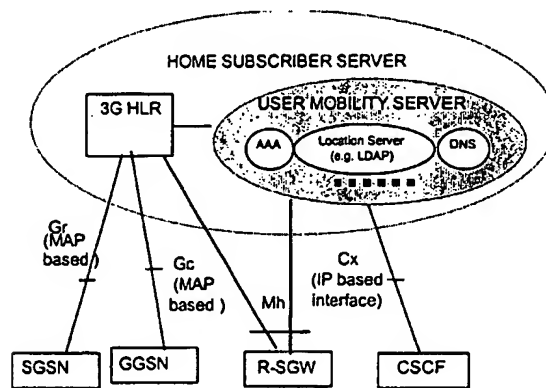 HOME SUBSCRIBER SERVER
3G HLR
USER MOBILITY SERVER
AAA
Location Server
(e.g. LDAP)
DNS
Gr
(MAP
based )
Gc
(MAP
based )
Mh
Cx
(IP based
interface)
SGSN
GGSN
R-SGW
CSCF